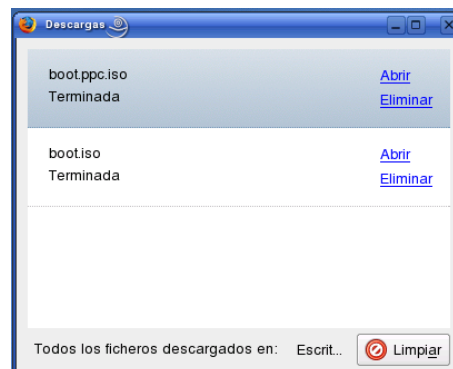 Descargas
boot.ppc.iso
Abrir
Terminada
Eliminar
boot.iso
Abrir
Terminada
Eliminar
Todos los ficheros descargados en: Escrit... Limpiar